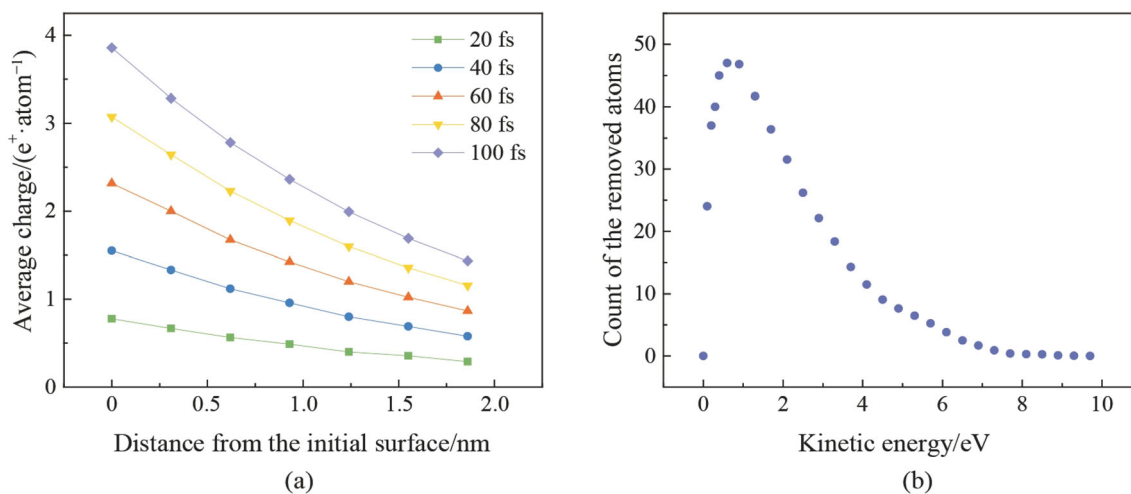 4
3
2
1
0
Average charge/(e⁺·atom⁻¹)
20 fs
40 fs
60 fs
80 fs
100 fs
0 0.5 1.0 1.5 2.0
Distance from the initial surface/nm
(a)
50
40
30
20
10
0
Count of the removed atoms
0 2 4 6 8 10
Kinetic energy/eV
(b)